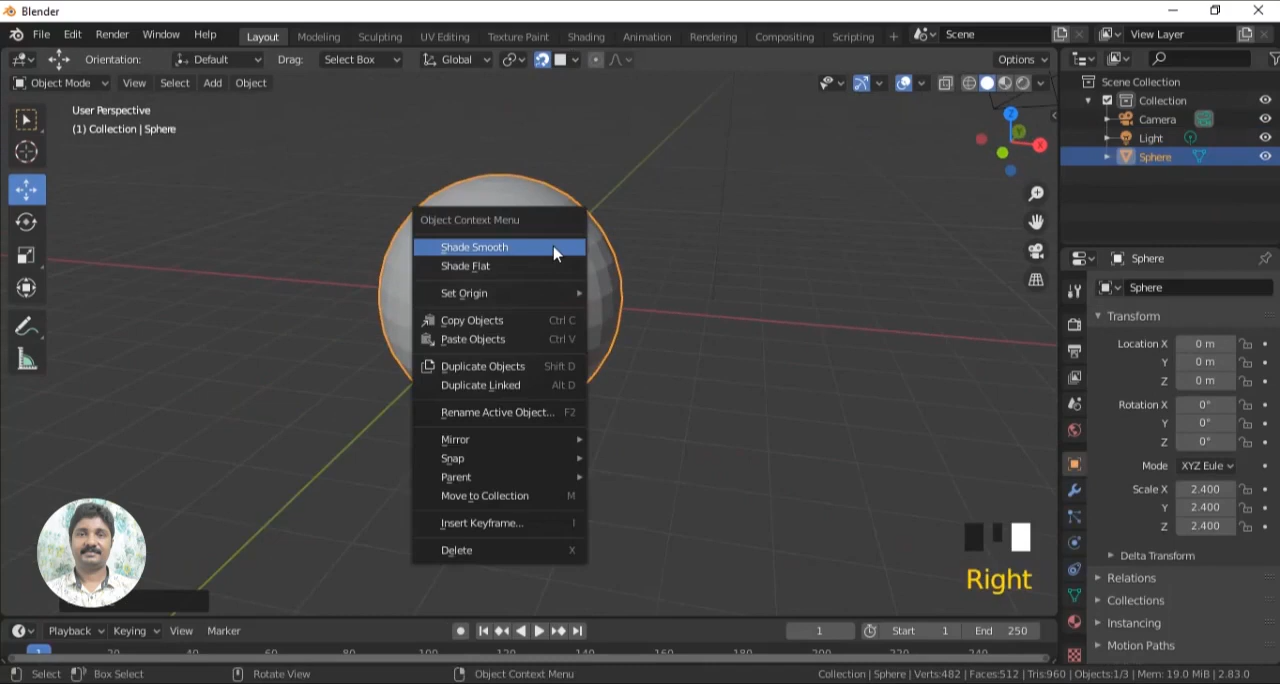 Blender
File Edit Render Window Help Layout Modeling Sculpting UV Editing Texture Paint Shading Animation Rendering Compositing Scripting + Scene View Layer
Orientation: Default Drag: Select Box Global Options
Object Mode View Select Add Object
User Perspective
(1) Collection | Sphere
Z
Y
X
Scene Collection
Collection
Camera
Light
Sphere
Object Context Menu
Shade Smooth
Shade Flat
Set Origin
Copy Objects Ctrl C
Paste Objects Ctrl V
Duplicate Objects Shift D
Duplicate Linked Alt D
Rename Active Object... F2
Mirror
Snap
Parent
Move to Collection M
Insert Keyframe... I
Delete X
Sphere
Sphere
Transform
Location X 0 m
Y 0 m
Z 0 m
Rotation X 0°
Y 0°
Z 0°
Mode XYZ Eule
Scale X 2.400
Y 2.400
Z 2.400
Delta Transform
Relations
Collections
Instancing
Motion Paths
Right
Playback Keying View Marker 1 Start 1 End 250
1 20 40 60 80 100 120 140 160 180 200 220 240
Select Box Select Rotate View Object Context Menu Collection | Sphere | Verts:482 | Faces:512 | Tris:960 | Objects:1/3 | Mem: 19.0 MiB | 2.83.0